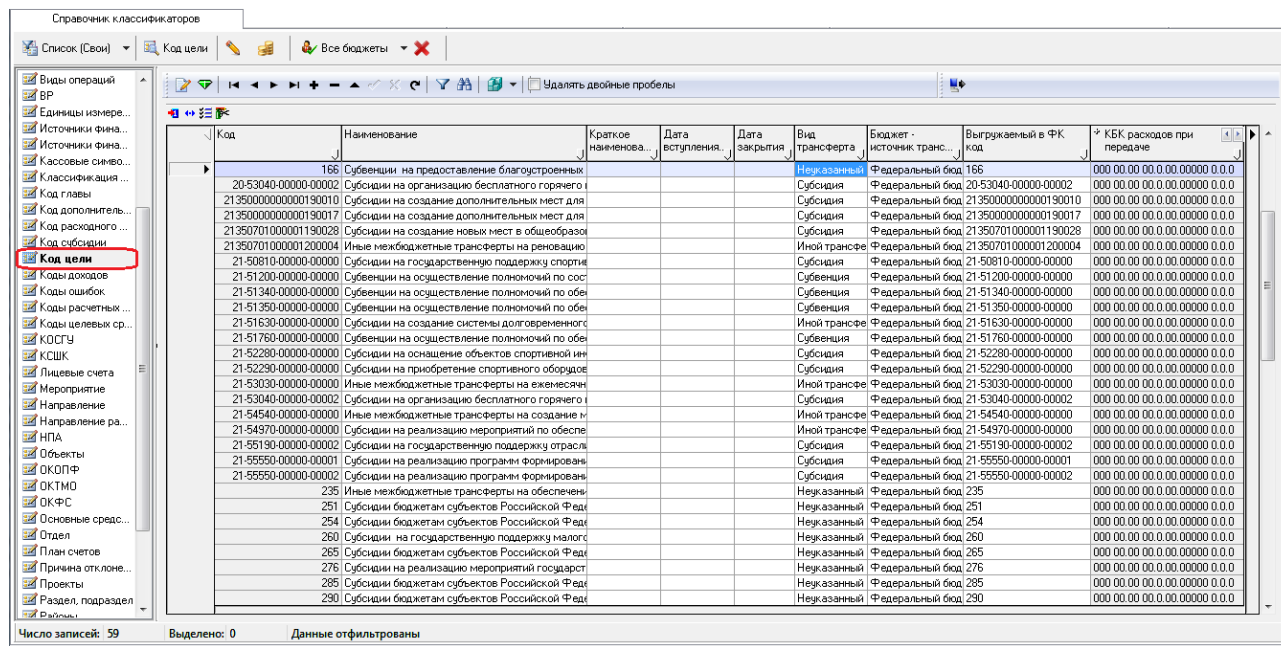 Справочник классификаторов
Список (Свои) Код цели Все бюджеты
Виды операций
ВР
Единицы измере...
Источники фина...
Источники фина...
Кассовые симво...
Классификация ...
Код главы
Код дополнитель...
Код расходного ...
Код субсидии
Код цели
Коды доходов
Коды ошибок
Коды расчетных ...
Коды целевых ср...
КОСГУ
КСШК
Лицевые счета
Мероприятие
Направление
Направление ра...
НПА
Объекты
ОКОПФ
ОКТМО
ОКФС
Основные средс...
Отдел
План счетов
Причина отклоне...
Проекты
Раздел, подраздел
Районы
Удалять двойные пробелы
Код Наименование Краткое наименова... Дата вступления.. Дата закрытия Вид трансферта Бюджет - источник транс... Выгружаемый в ФК код КБК расходов при передаче
166 Субвенции на предоставление благоустроенных Неуказанный Федеральный бюд 166 000 00.00 00.0.00.00000 0.0.0
20-53040-00000-00002 Субсидии на организацию бесплатного горячего Субсидия Федеральный бюд 20-53040-00000-00002 000 00.00 00.0.00.00000 0.0.0
2135000000000190010 Субсидии на создание дополнительных мест для Субсидия Федеральный бюд 2135000000000190010 000 00.00 00.0.00.00000 0.0.0
2135000000000190017 Субсидии на создание дополнительных мест для Субсидия Федеральный бюд 2135000000000190017 000 00.00 00.0.00.00000 0.0.0
2135070100001190028 Субсидии на создание новых мест в общеобразо Субсидия Федеральный бюд 2135070100001190028 000 00.00 00.0.00.00000 0.0.0
2135070100001200004 Иные межбюджетные трансферты на реновацию Иной трансфе Федеральный бюд 2135070100001200004 000 00.00 00.0.00.00000 0.0.0
21-50810-00000-00000 Субсидии на государственную поддержку спорти Субсидия Федеральный бюд 21-50810-00000-00000 000 00.00 00.0.00.00000 0.0.0
21-51200-00000-00000 Субвенции на осуществление полномочий по сос Субвенция Федеральный бюд 21-51200-00000-00000 000 00.00 00.0.00.00000 0.0.0
21-51340-00000-00000 Субвенции на осуществление полномочий по обе Субвенция Федеральный бюд 21-51340-00000-00000 000 00.00 00.0.00.00000 0.0.0
21-51350-00000-00000 Субвенции на осуществление полномочий по обе Субвенция Федеральный бюд 21-51350-00000-00000 000 00.00 00.0.00.00000 0.0.0
21-51630-00000-00000 Субсидии на создание системы долговременного Иной трансфе Федеральный бюд 21-51630-00000-00000 000 00.00 00.0.00.00000 0.0.0
21-51760-00000-00000 Субвенции на осуществление полномочий по обе Субвенция Федеральный бюд 21-51760-00000-00000 000 00.00 00.0.00.00000 0.0.0
21-52280-00000-00000 Субсидии на оснащение объектов спортивной ин Субсидия Федеральный бюд 21-52280-00000-00000 000 00.00 00.0.00.00000 0.0.0
21-52290-00000-00000 Субсидии на приобретение спортивного оборудов Субсидия Федеральный бюд 21-52290-00000-00000 000 00.00 00.0.00.00000 0.0.0
21-53030-00000-00000 Иные межбюджетные трансферты на ежемесячн Иной трансфе Федеральный бюд 21-53030-00000-00000 000 00.00 00.0.00.00000 0.0.0
21-53040-00000-00002 Субсидии на организацию бесплатного горячего Субсидия Федеральный бюд 21-53040-00000-00002 000 00.00 00.0.00.00000 0.0.0
21-54540-00000-00000 Иные межбюджетные трансферты на создание м Иной трансфе Федеральный бюд 21-54540-00000-00000 000 00.00 00.0.00.00000 0.0.0
21-54970-00000-00000 Субсидии на реализацию мероприятий по обеспе Иной трансфе Федеральный бюд 21-54970-00000-00000 000 00.00 00.0.00.00000 0.0.0
21-55190-00000-00002 Субсидии на государственную поддержку отрасл Субсидия Федеральный бюд 21-55190-00000-00002 000 00.00 00.0.00.00000 0.0.0
21-55550-00000-00001 Субсидии на реализацию программ формировани Субсидия Федеральный бюд 21-55550-00000-00001 000 00.00 00.0.00.00000 0.0.0
21-55550-00000-00002 Субсидии на реализацию программ формировани Субсидия Федеральный бюд 21-55550-00000-00002 000 00.00 00.0.00.00000 0.0.0
235 Иные межбюджетные трансферты на обеспечен Неуказанный Федеральный бюд 235 000 00.00 00.0.00.00000 0.0.0
251 Субсидии бюджетам субъектов Российской Феде Неуказанный Федеральный бюд 251 000 00.00 00.0.00.00000 0.0.0
254 Субсидии бюджетам субъектов Российской Феде Неуказанный Федеральный бюд 254 000 00.00 00.0.00.00000 0.0.0
260 Субсидии на государственную поддержку малого Неуказанный Федеральный бюд 260 000 00.00 00.0.00.00000 0.0.0
265 Субсидии бюджетам субъектов Российской Феде Неуказанный Федеральный бюд 265 000 00.00 00.0.00.00000 0.0.0
276 Субсидии на реализацию мероприятий государст Неуказанный Федеральный бюд 276 000 00.00 00.0.00.00000 0.0.0
285 Субсидии бюджетам субъектов Российской Феде Неуказанный Федеральный бюд 285 000 00.00 00.0.00.00000 0.0.0
290 Субсидии бюджетам субъектов Российской Феде Неуказанный Федеральный бюд 290 000 00.00 00.0.00.00000 0.0.0
Число записей: 59 Выделено: 0 Данные отфильтрованы